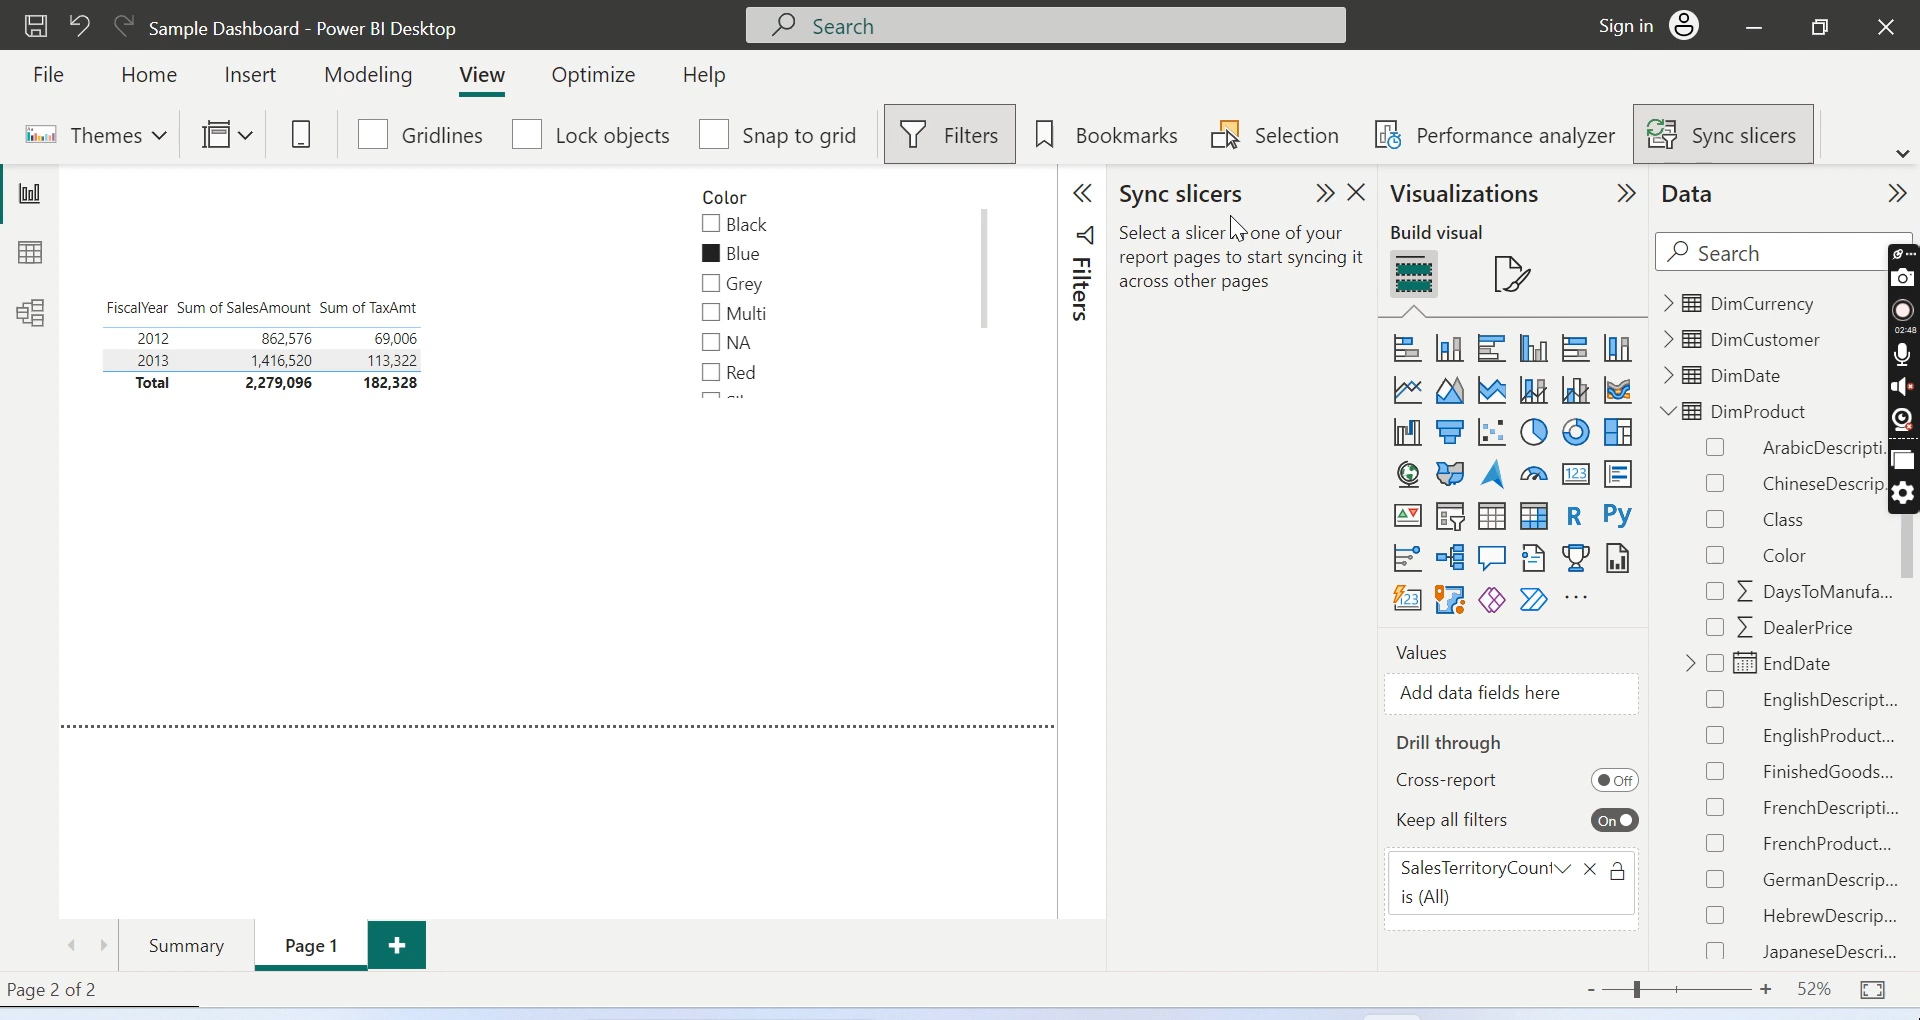 Sample Dashboard - Power BI Desktop
Search
Sign in
File Home Insert Modeling View Optimize Help
Themes Gridlines Lock objects Snap to grid Filters Bookmarks Selection Performance analyzer Sync slicers
Color
Black
Blue
Grey
Multi
NA
Red
FiscalYear Sum of SalesAmount Sum of TaxAmt
2012 862,576 69,006
2013 1,416,520 113,322
Total 2,279,096 182,328
Filters
Sync slicers
Select a slicer one of your
report pages to start syncing it
across other pages
Visualizations
Build visual
123
R
Py
123
Values
Add data fields here
Drill through
Cross-report Off
Keep all filters On
SalesTerritoryCount
is (All)
Data
Search
DimCurrency
DimCustomer
DimDate
DimProduct
ArabicDescripti.
ChineseDescrip.
Class
Color
DaysToManufa...
DealerPrice
EndDate
EnglishDescript...
EnglishProduct...
FinishedGoods...
FrenchDescripti...
FrenchProduct...
GermanDescrip...
HebrewDescrip...
JapaneseDescri...
02:48
Summary Page 1 +
Page 2 of 2
- + 52%